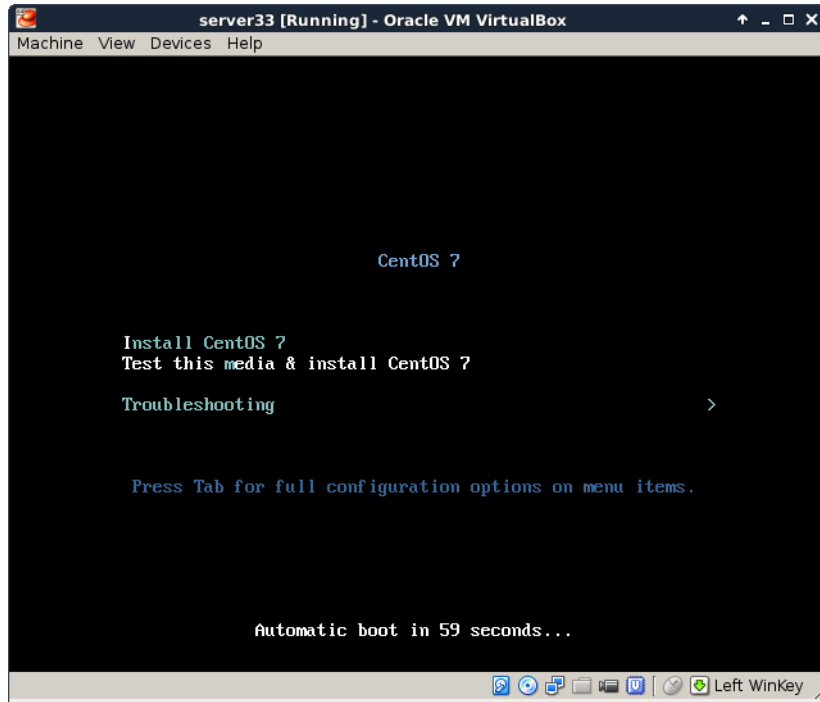 server33 [Running] - Oracle VM VirtualBox
Machine View Devices Help
CentOS 7
Install CentOS 7
Test this media & install CentOS 7
Troubleshooting >
Press Tab for full configuration options on menu items.
Automatic boot in 59 seconds...
Left WinKey